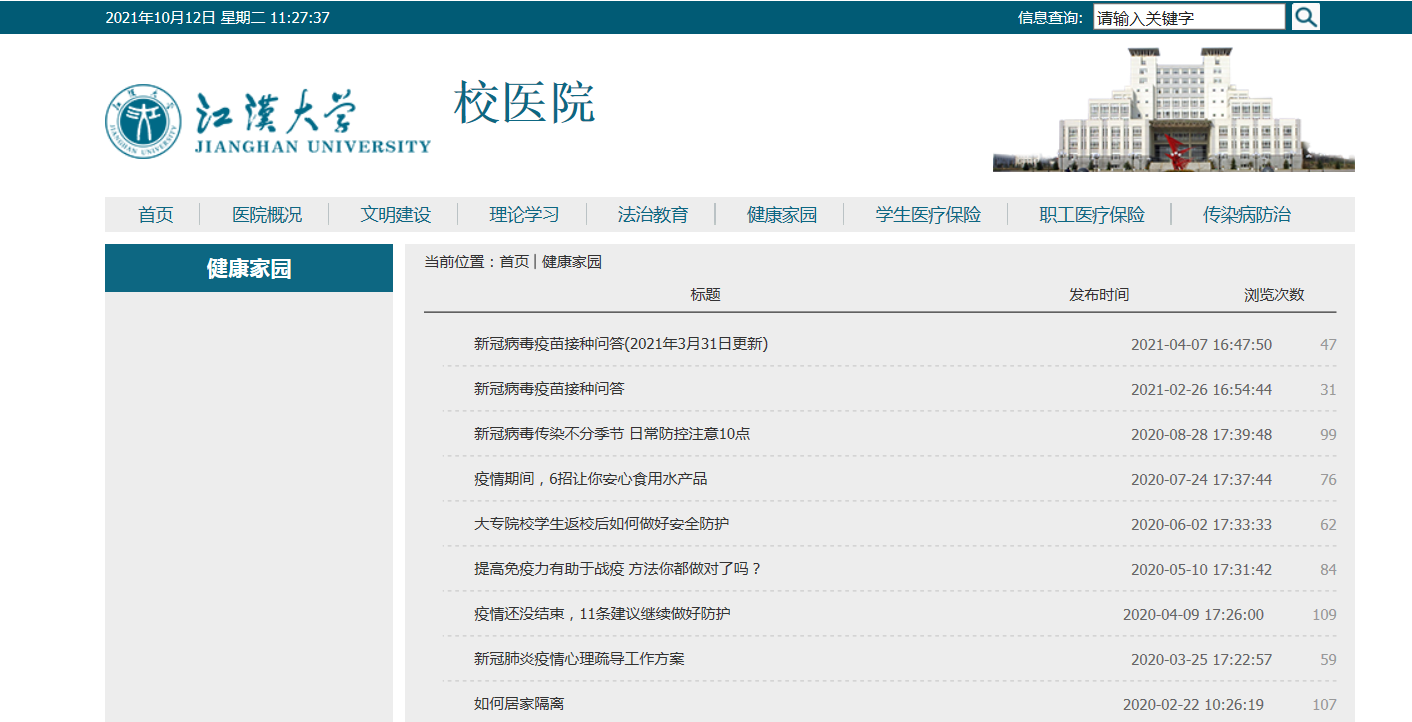 2021年10月12日 星期二 11:27:37 信息查询: 请输入关键字
江汉大学 校医院
JIANGHAN UNIVERSITY
首页 医院概况 文明建设 理论学习 法治教育 健康家园 学生医疗保险 职工医疗保险 传染病防治
健康家园
当前位置：首页 | 健康家园
标题 发布时间 浏览次数
新冠病毒疫苗接种问答(2021年3月31日更新) 2021-04-07 16:47:50 47
新冠病毒疫苗接种问答 2021-02-26 16:54:44 31
新冠病毒传染不分季节 日常防控注意10点 2020-08-28 17:39:48 99
疫情期间，6招让你安心食用水产品 2020-07-24 17:37:44 76
大专院校学生返校后如何做好安全防护 2020-06-02 17:33:33 62
提高免疫力有助于战疫 方法你都做对了吗？ 2020-05-10 17:31:42 84
疫情还没结束，11条建议继续做好防护 2020-04-09 17:26:00 109
新冠肺炎疫情心理疏导工作方案 2020-03-25 17:22:57 59
如何居家隔离 2020-02-22 10:26:19 107